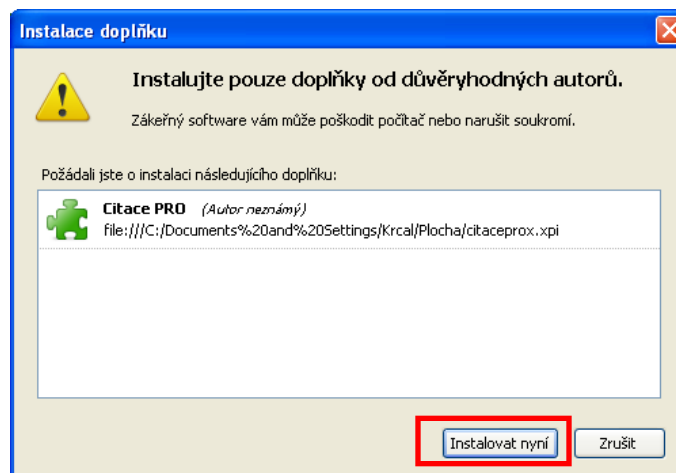 Instalace doplňku
Instalujte pouze doplňky od důvěryhodných autorů.
Zákeřný software vám může poškodit počítač nebo narušit soukromí.
Požádali jste o instalaci následujícího doplňku:
Citace PRO (Autor neznámý)
file:///C:/Documents%20and%20Settings/Krcal/Plocha/citaceprox.xpi
Instalovat nyní Zrušit